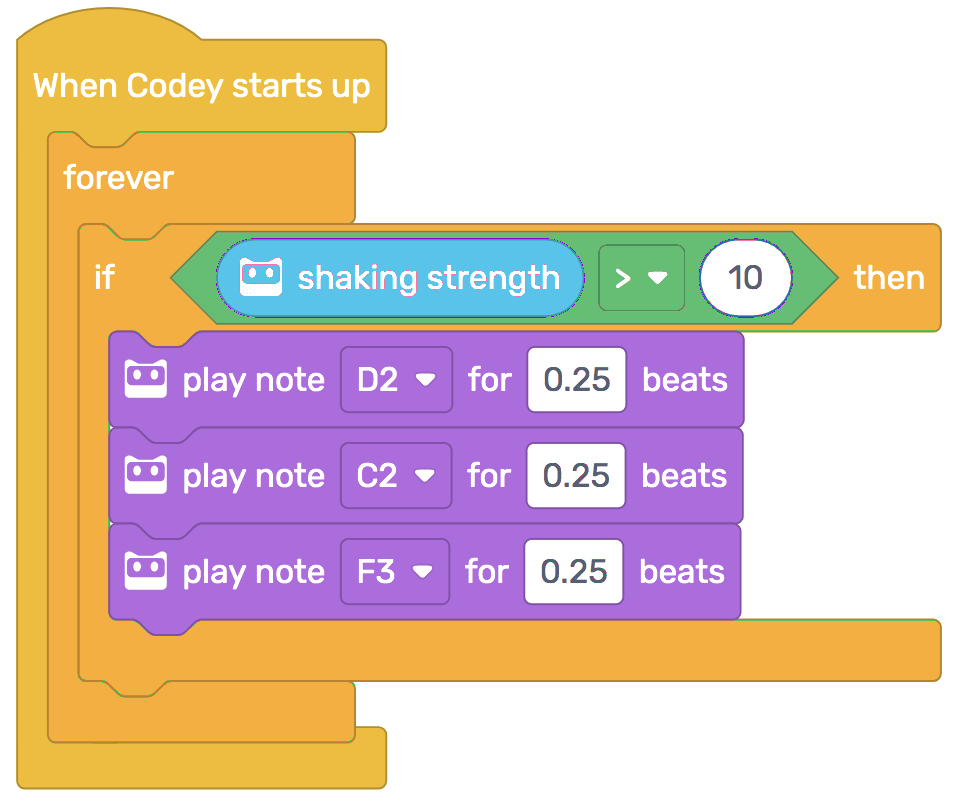 When Codey starts up
forever
if shaking strength > 10 then
play note D2 for 0.25 beats
play note C2 for 0.25 beats
play note F3 for 0.25 beats